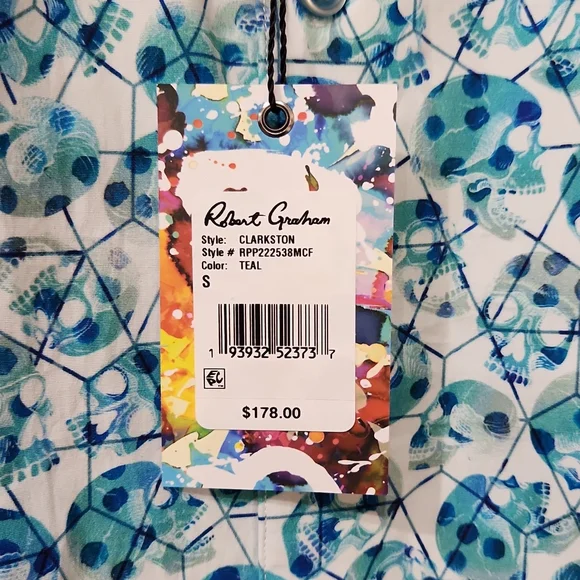 Robert Graham
Style: CLARKSTON
Style # RPP222538MCF
Color: TEAL
S
1 93932 52373 7
$178.00